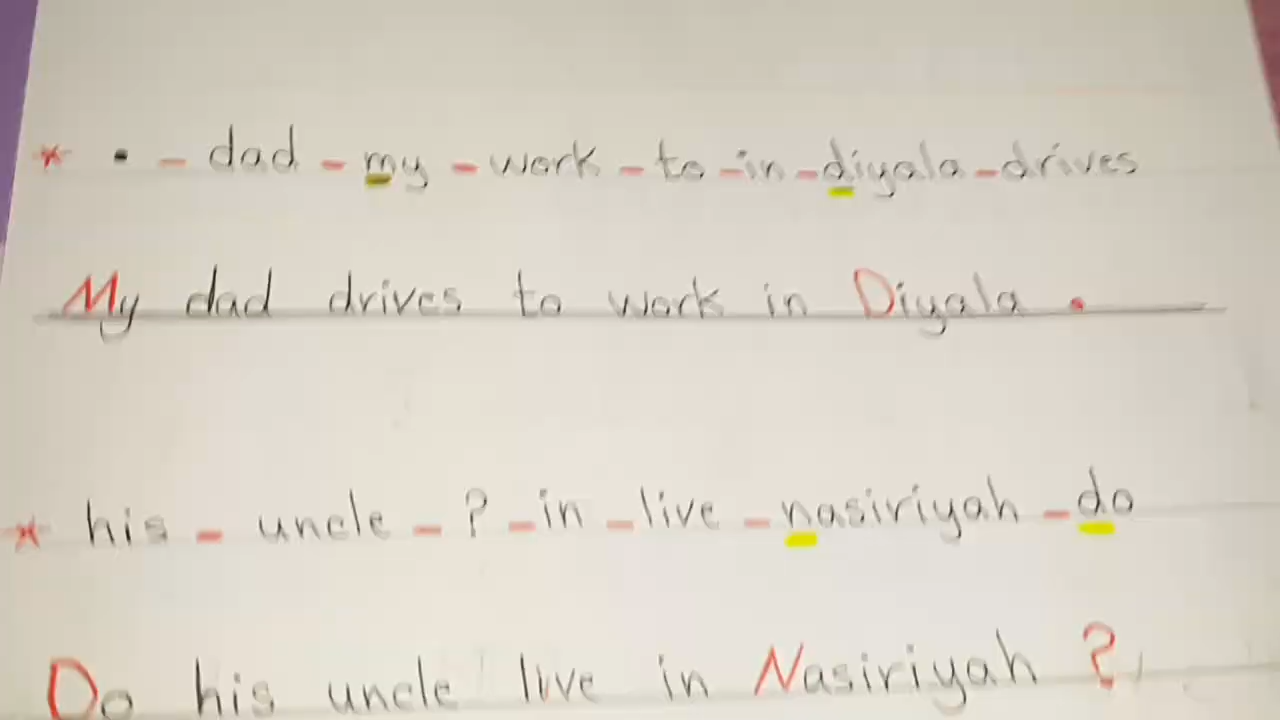 * . - dad - my - work - to - in - diyala - drives
My dad drives to work in Diyala .
* his - uncle - ? - in - live - nasiriyah - do
Do his uncle live in Nasiriyah ?